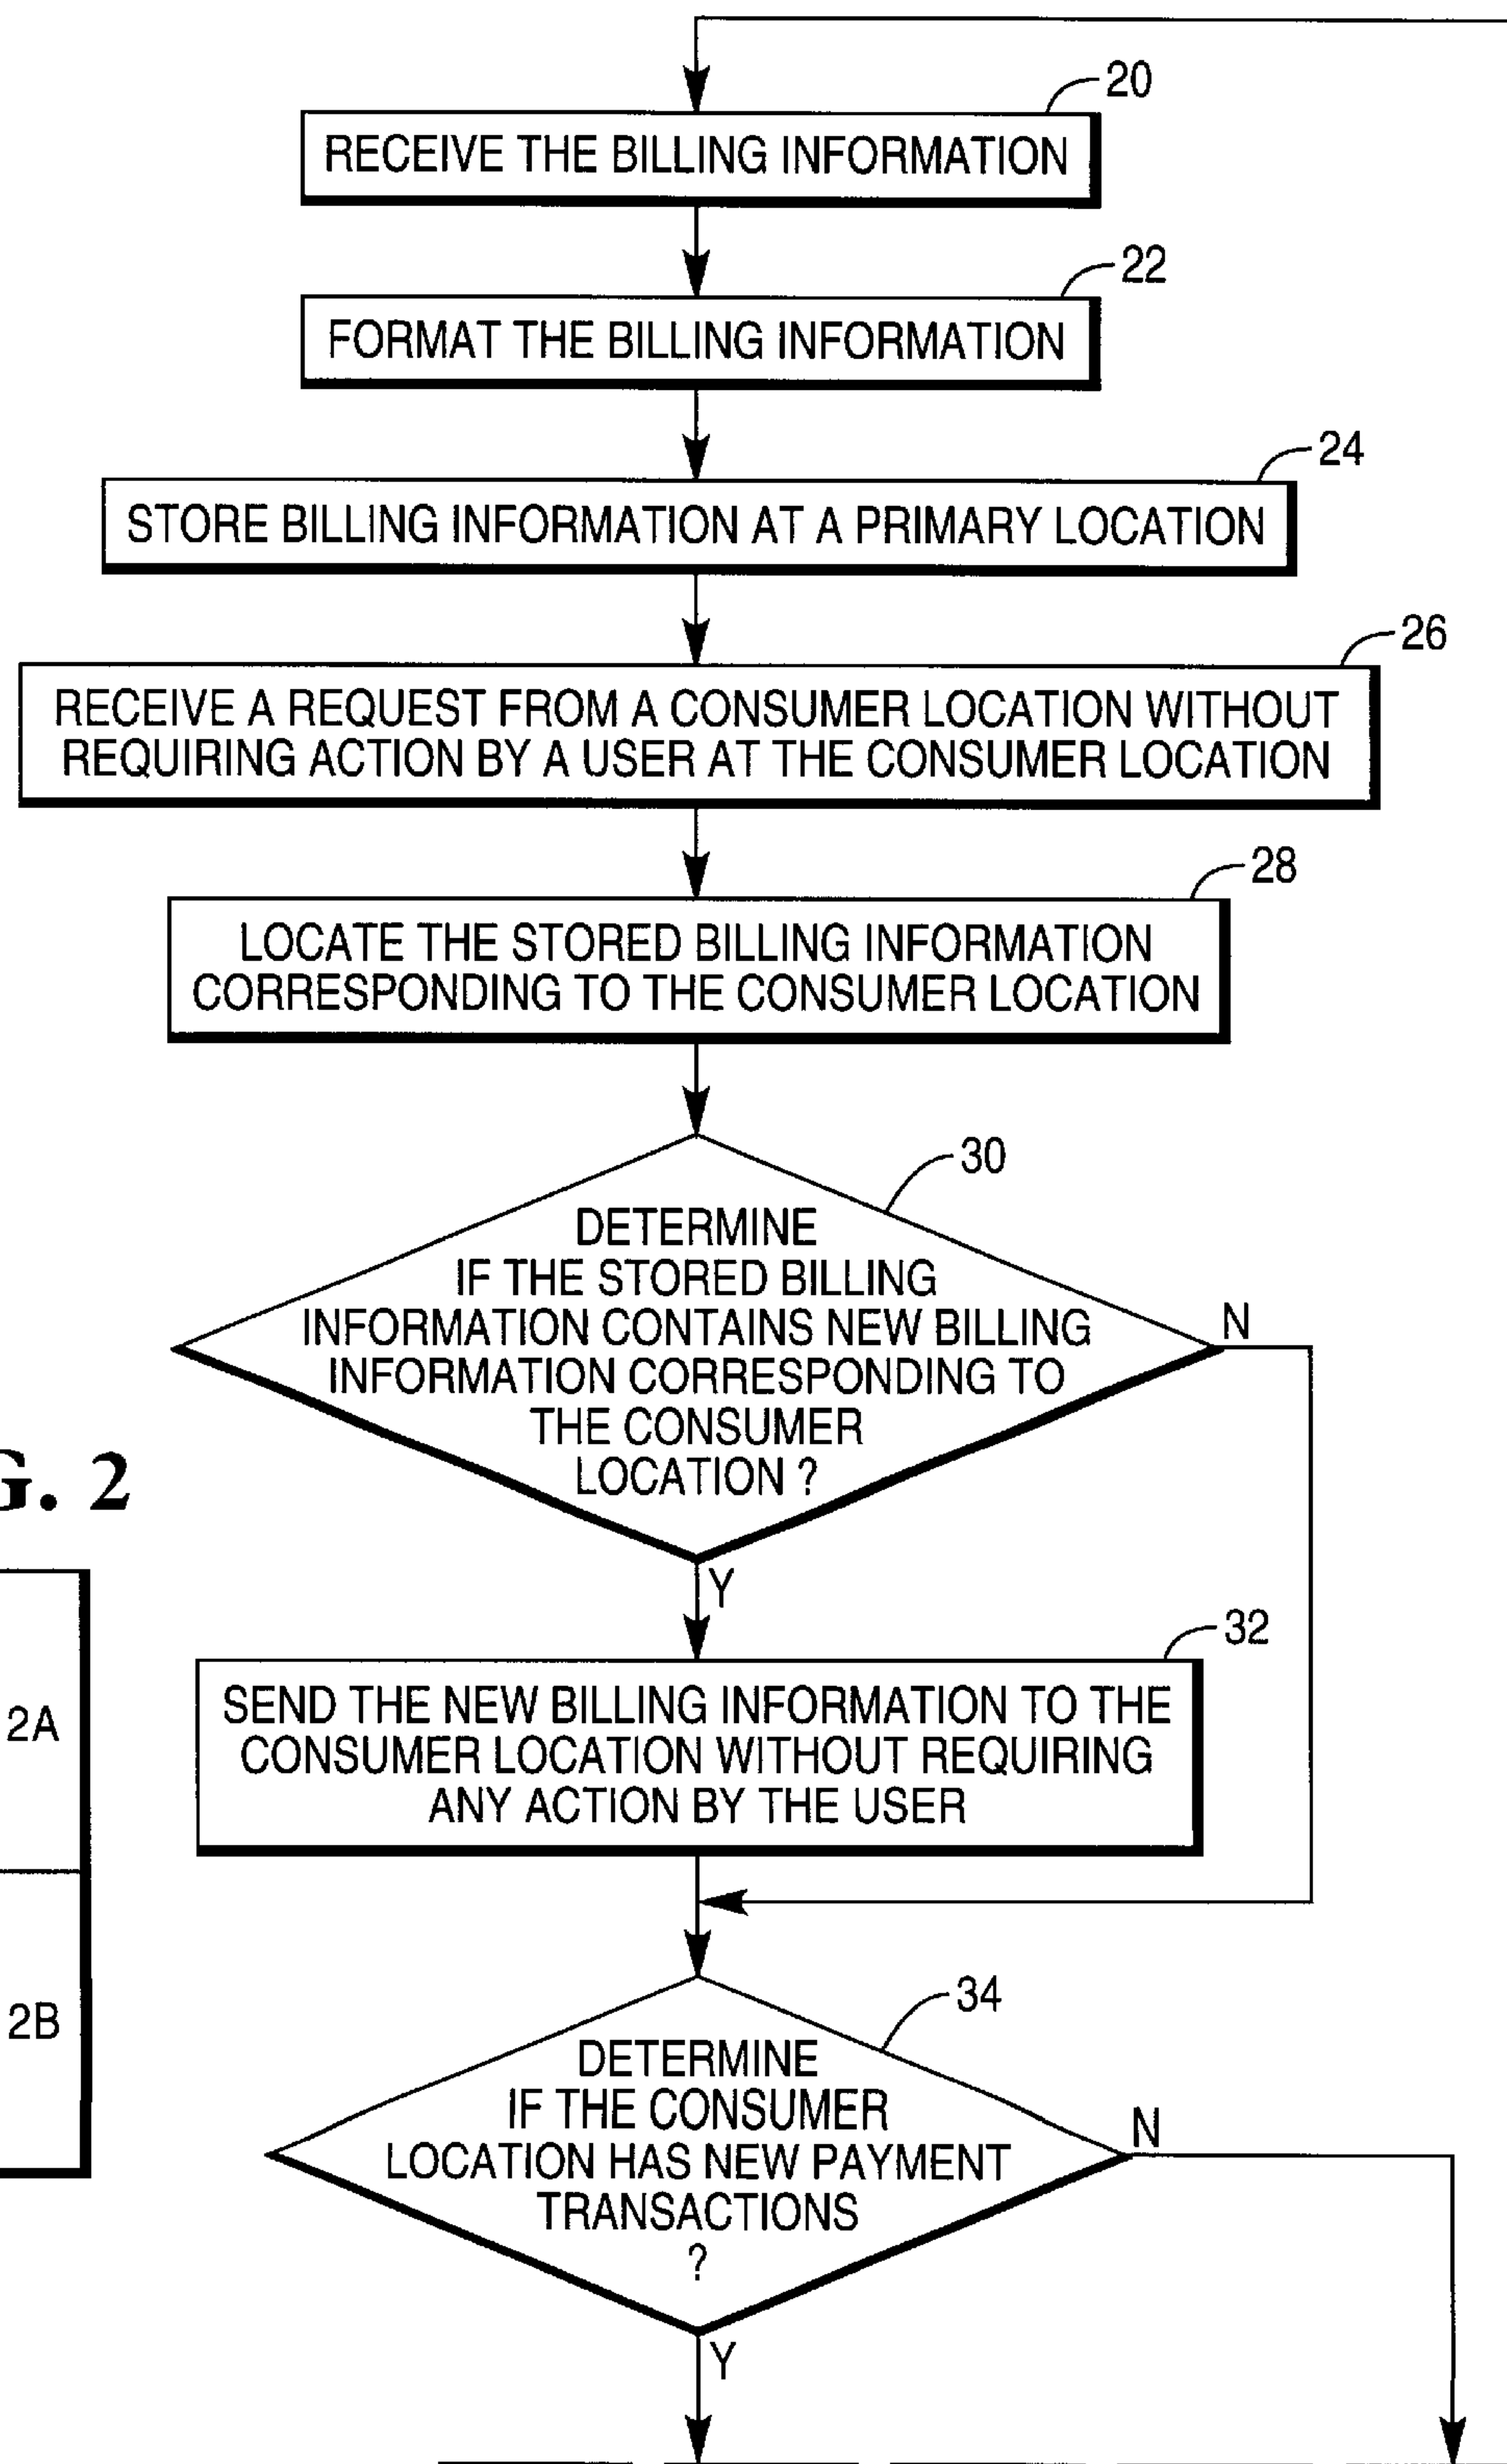 20
RECEIVE THE BILLING INFORMATION
22
FORMAT THE BILLING INFORMATION
24
STORE BILLING INFORMATION AT A PRIMARY LOCATION
26
RECEIVE A REQUEST FROM A CONSUMER LOCATION WITHOUT
REQUIRING ACTION BY A USER AT THE CONSUMER LOCATION
28
LOCATE THE STORED BILLING INFORMATION
CORRESPONDING TO THE CONSUMER LOCATION
30
DETERMINE
IF THE STORED BILLING
INFORMATION CONTAINS NEW BILLING
INFORMATION CORRESPONDING TO
THE CONSUMER
LOCATION ?
N
Y
G. 2
2A
2B
32
SEND THE NEW BILLING INFORMATION TO THE
CONSUMER LOCATION WITHOUT REQUIRING
ANY ACTION BY THE USER
34
DETERMINE
IF THE CONSUMER
LOCATION HAS NEW PAYMENT
TRANSACTIONS
?
N
Y